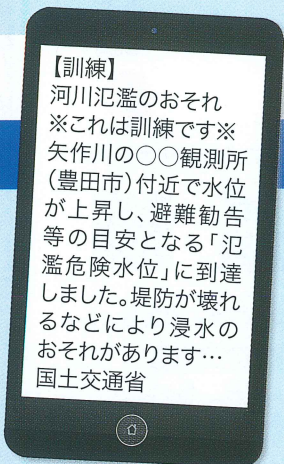 【訓練】
河川氾濫のおそれ
※これは訓練です※
矢作川の○○観測所
(豊田市)付近で水位
が上昇し、避難勧告
等の目安となる「氾
濫危険水位」に到達
しました。堤防が壊れ
るなどにより浸水の
おそれがあります…
国土交通省